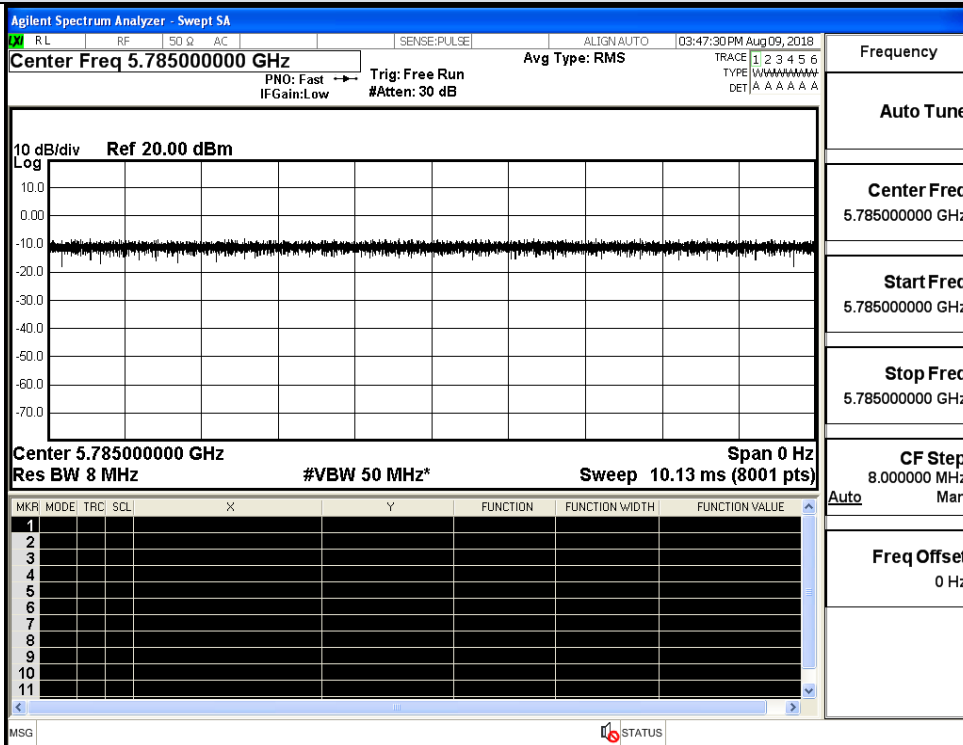 Agilent Spectrum Analyzer - Swept SA
LXI RL RF 50 Ω AC SENSE:PULSE ALIGN AUTO 03:47:30 PM Aug 09, 2018
Center Freq 5.785000000 GHz Avg Type: RMS TRACE 1 2 3 4 5 6
PNO: Fast Trig: Free Run TYPE
IFGain:Low #Atten: 30 dB DET A A A A A A
10 dB/div Ref 20.00 dBm
Log
10.0
0.00
-10.0
-20.0
-30.0
-40.0
-50.0
-60.0
-70.0
Center 5.785000000 GHz Span 0 Hz
Res BW 8 MHz #VBW 50 MHz* Sweep 10.13 ms (8001 pts)
MKR MODE TRC SCL X Y FUNCTION FUNCTION WIDTH FUNCTION VALUE
1
2
3
4
5
6
7
8
9
10
11
MSG STATUS
Frequency
Auto Tune
Center Freq
5.785000000 GHz
Start Freq
5.785000000 GHz
Stop Freq
5.785000000 GHz
CF Step
8.000000 MHz
Auto Man
Freq Offset
0 Hz